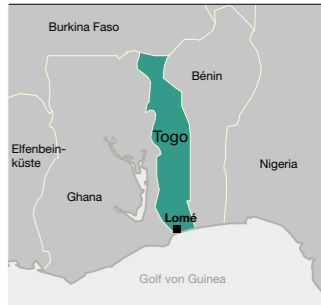 Burkina Faso
Bénin
Togo
Elfenbein-
küste
Nigeria
Ghana
Lomé
Golf von Guinea